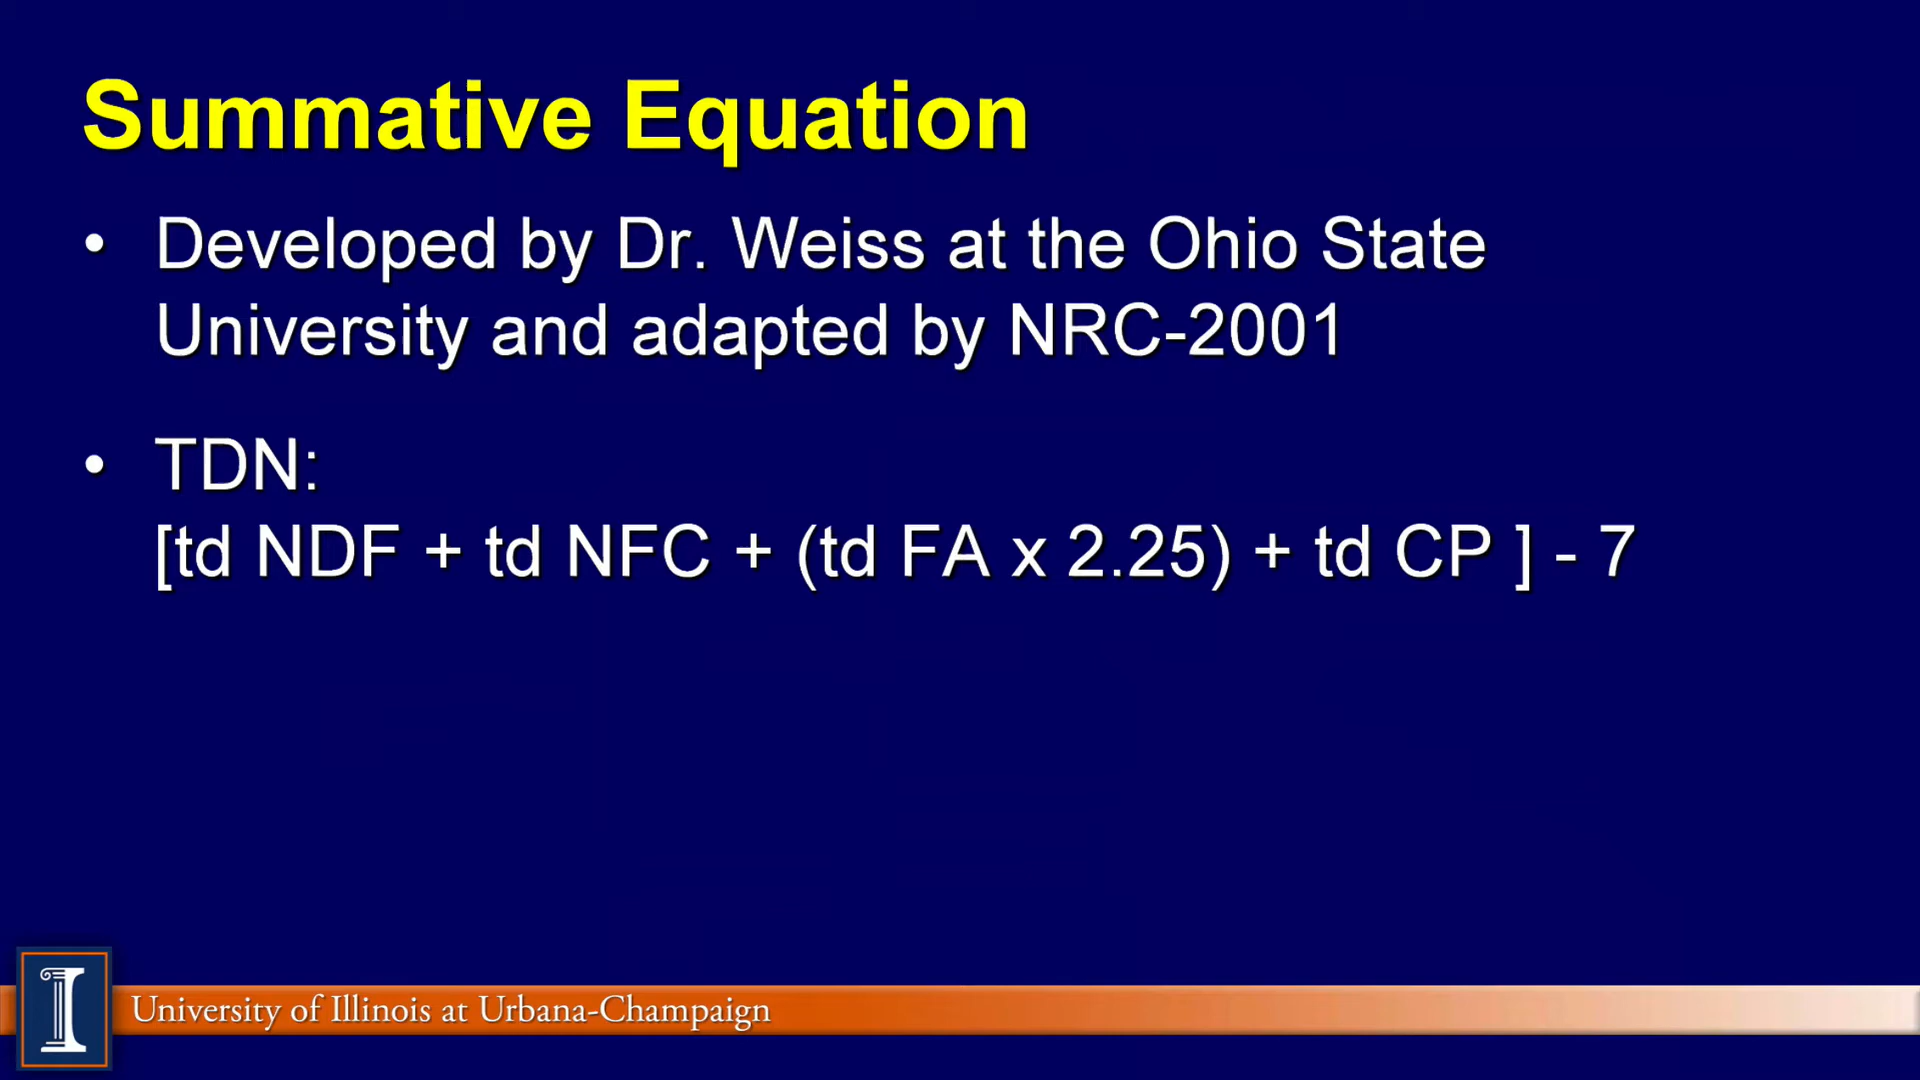 Summative Equation
• Developed by Dr. Weiss at the Ohio State
University and adapted by NRC-2001
• TDN:
[td NDF + td NFC + (td FA x 2.25) + td CP ] - 7
I
University of Illinois at Urbana-Champaign